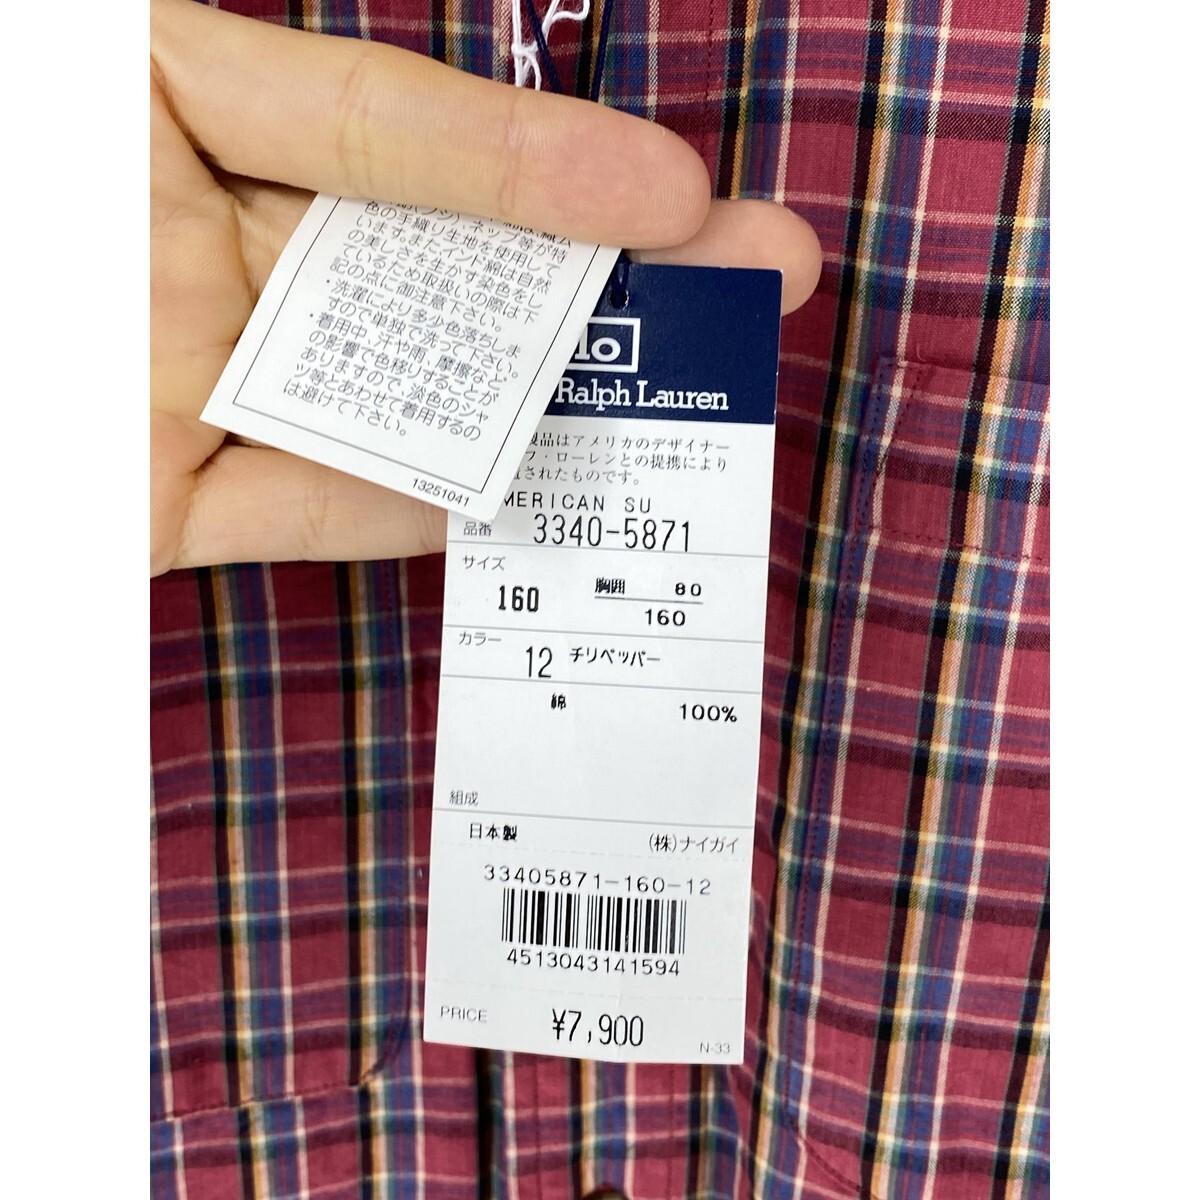 色の手織り生地を使用して
います。またインド綿は自然
の美しさを生かす染色をし
ているため取扱いの際は下
記の点に御注意下さい。
・洗濯により多少色落ちしま
すので単独で洗って下さい。
・着用中、汗や雨、摩擦など
の影響で色移りすることが
ありますので、淡色のシャ
ツ等とあわせて着用するの
は避けて下さい。
13251041
lo
Ralph Lauren
製品はアメリカのデザイナー
フ・ローレンとの提携により
されたものです。
MERICAN SU
品番 3340-5871
サイズ
160
胸囲 80
160
カラー
12 チリペッパー
綿 100%
組成
日本製 (株)ナイガイ
33405871-160-12
4513043141594
PRICE ¥7,900
N-33